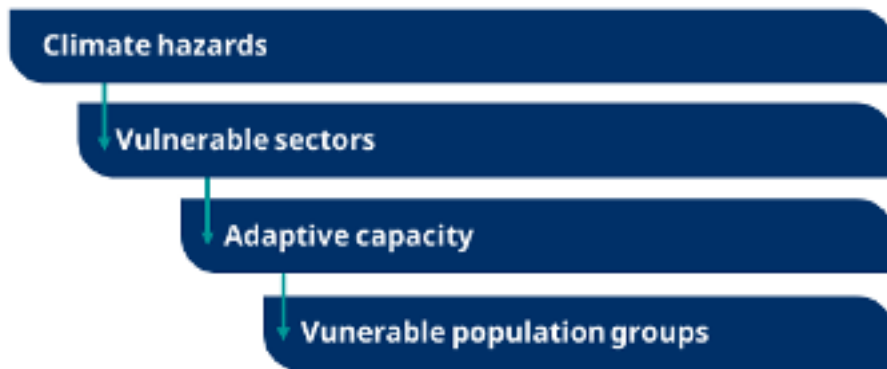 Climate hazards
Vulnerable sectors
Adaptive capacity
Vunerable population groups